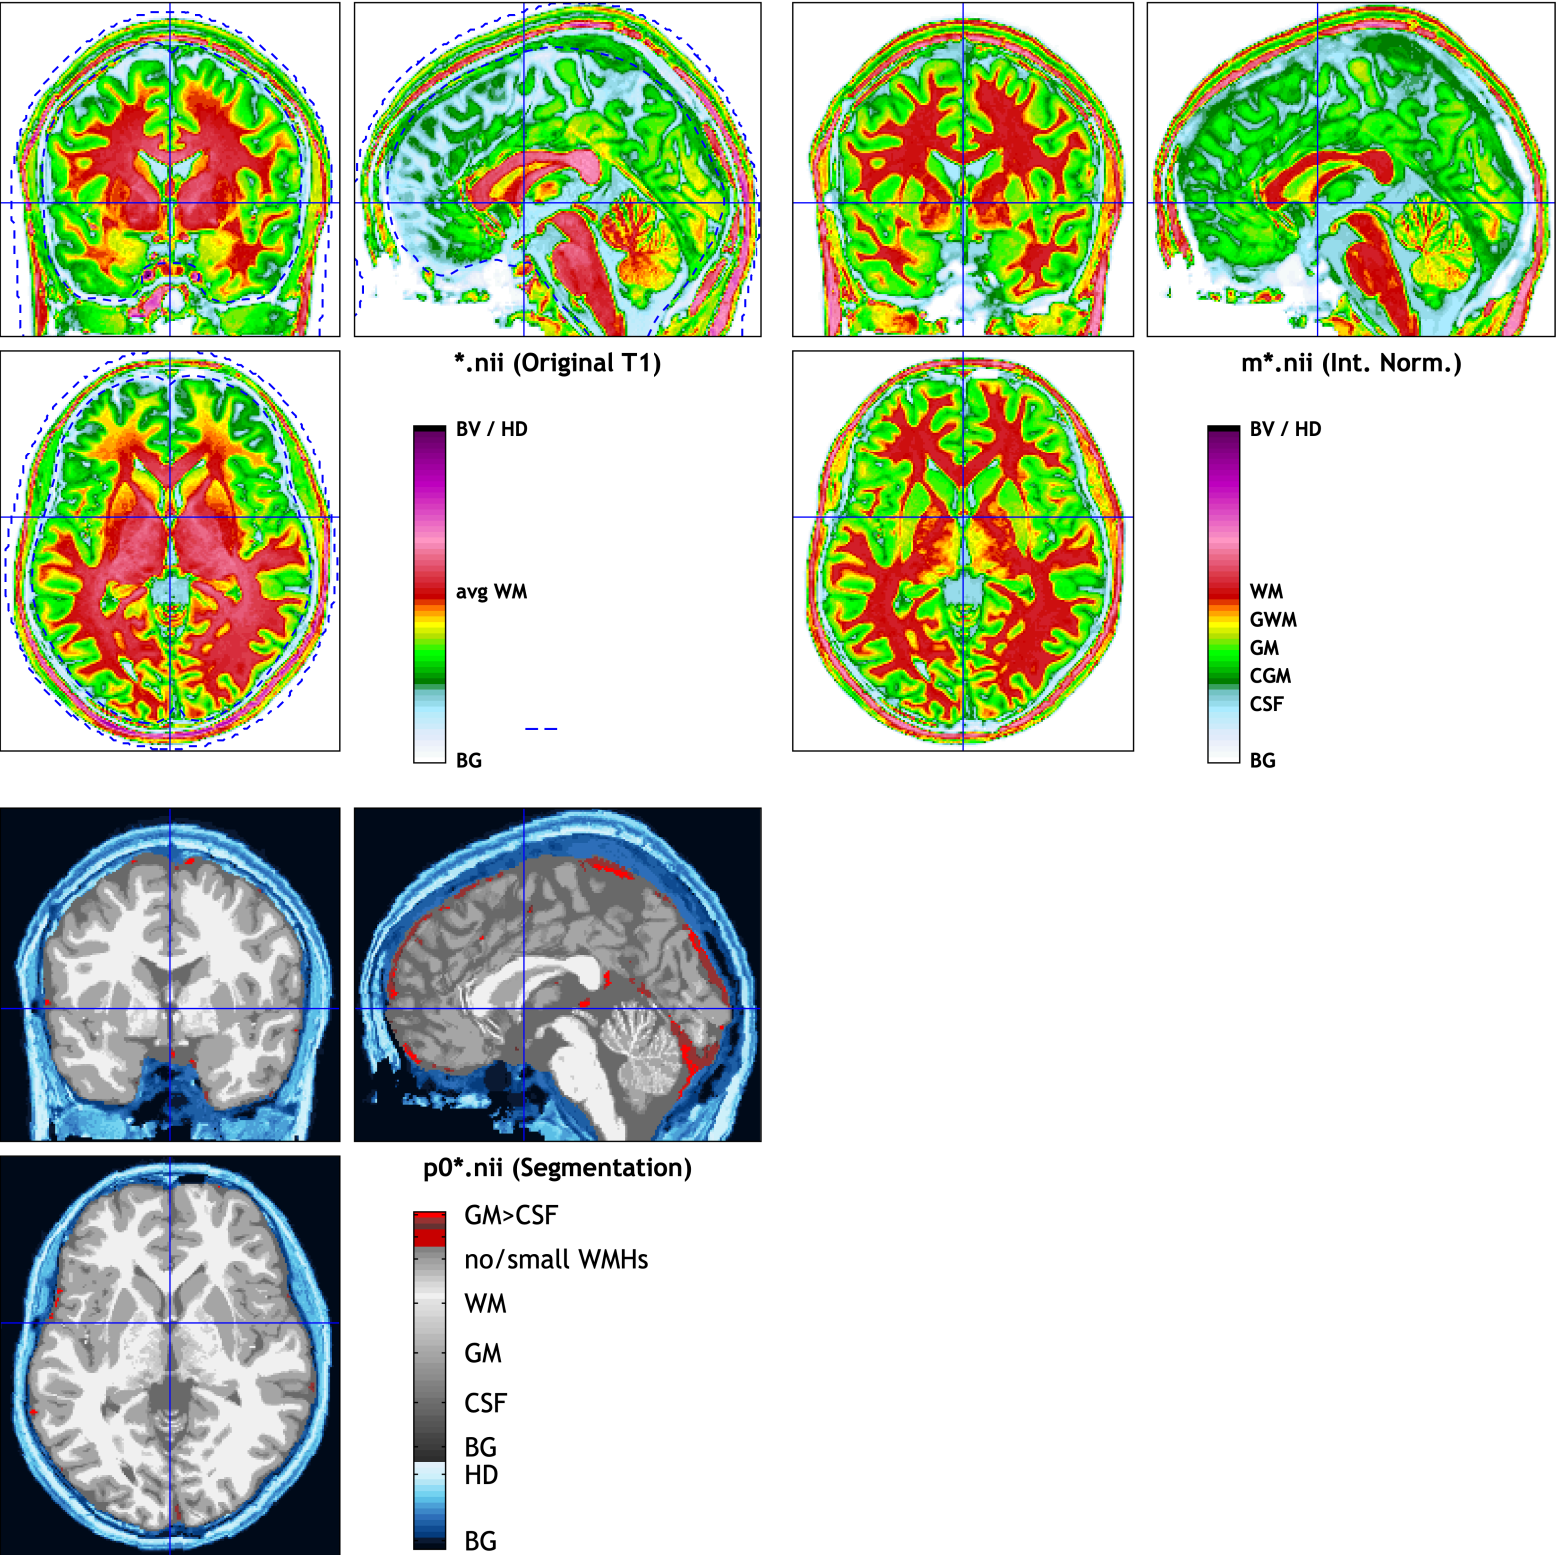 *.nii (Original T1)
BV / HD
avg WM
BG
m*.nii (Int. Norm.)
BV / HD
WM
GWM
GM
CGM
CSF
BG
p0*.nii (Segmentation)
GM>CSF
no/small WMHs
WM
GM
CSF
BG
HD
BG